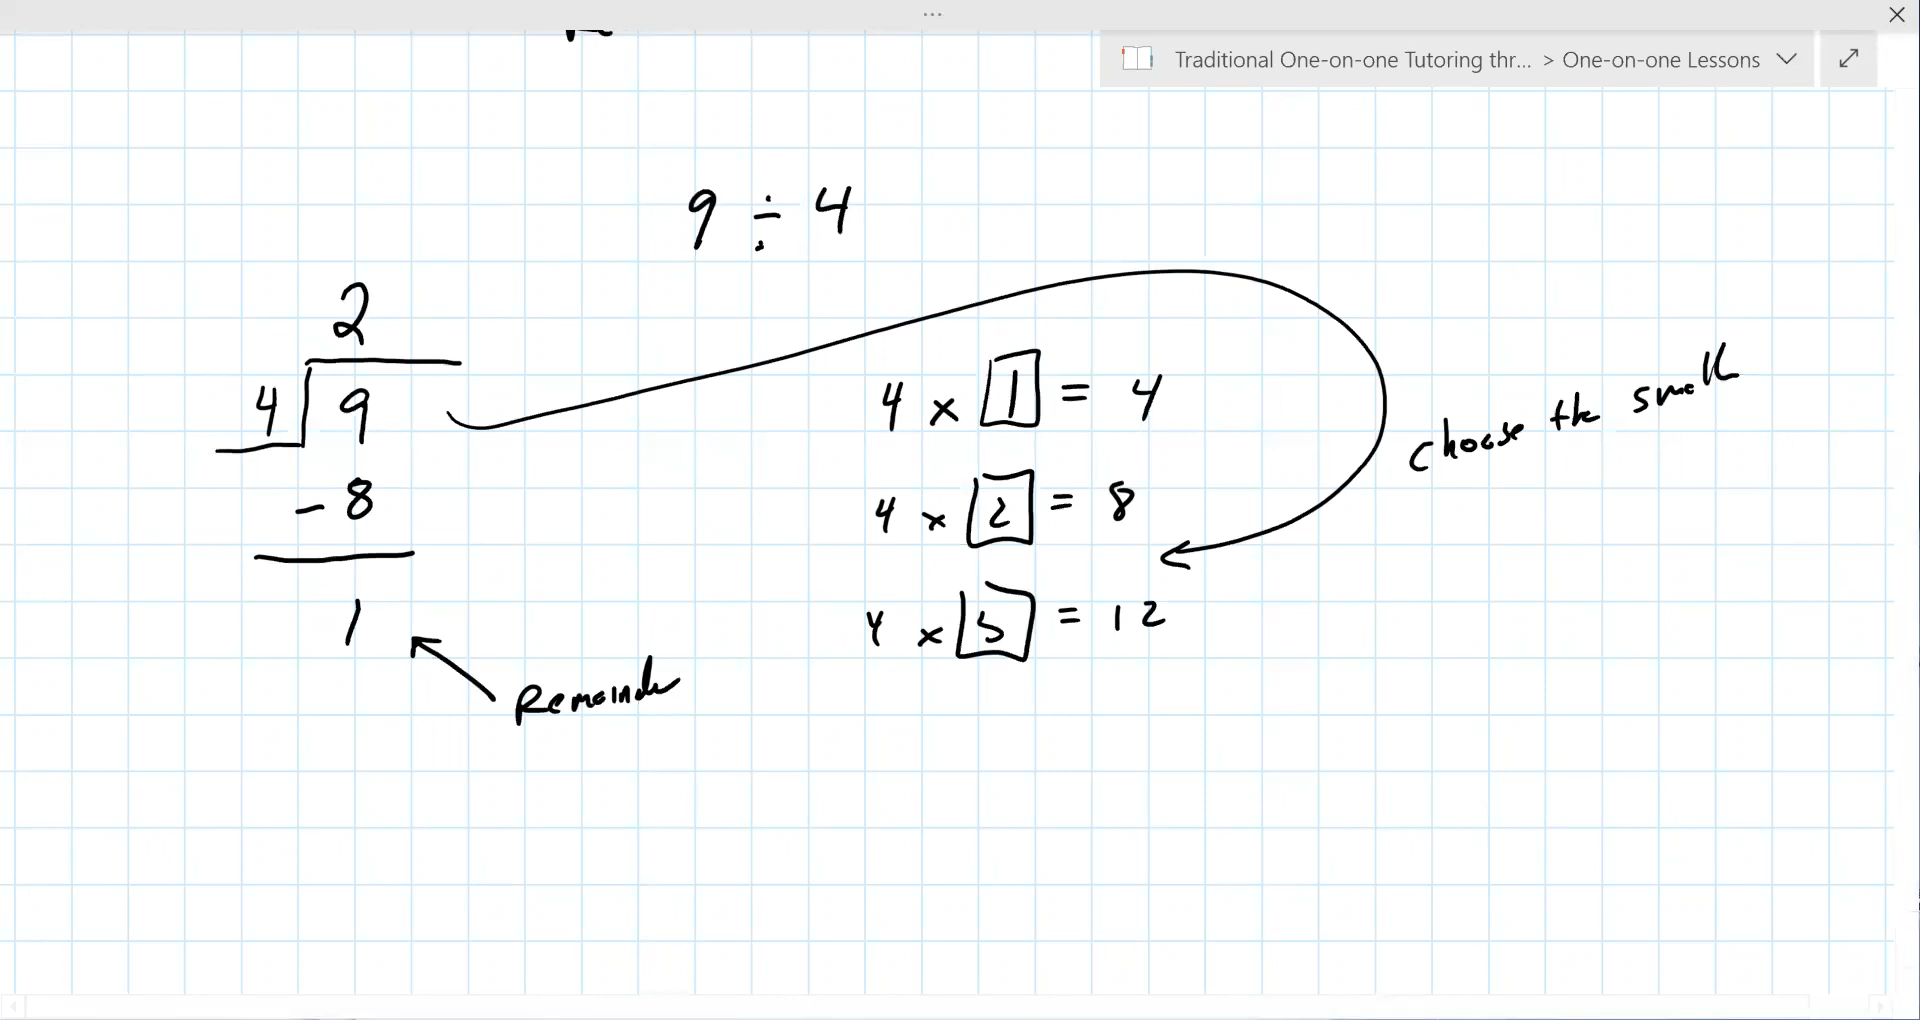 Traditional One-on-one Tutoring thr... > One-on-one Lessons
9 ÷ 4
2
4 9
- 8
1
Remainder
4 × 1 = 4
4 × 2 = 8
4 × 3 = 12
choose the small